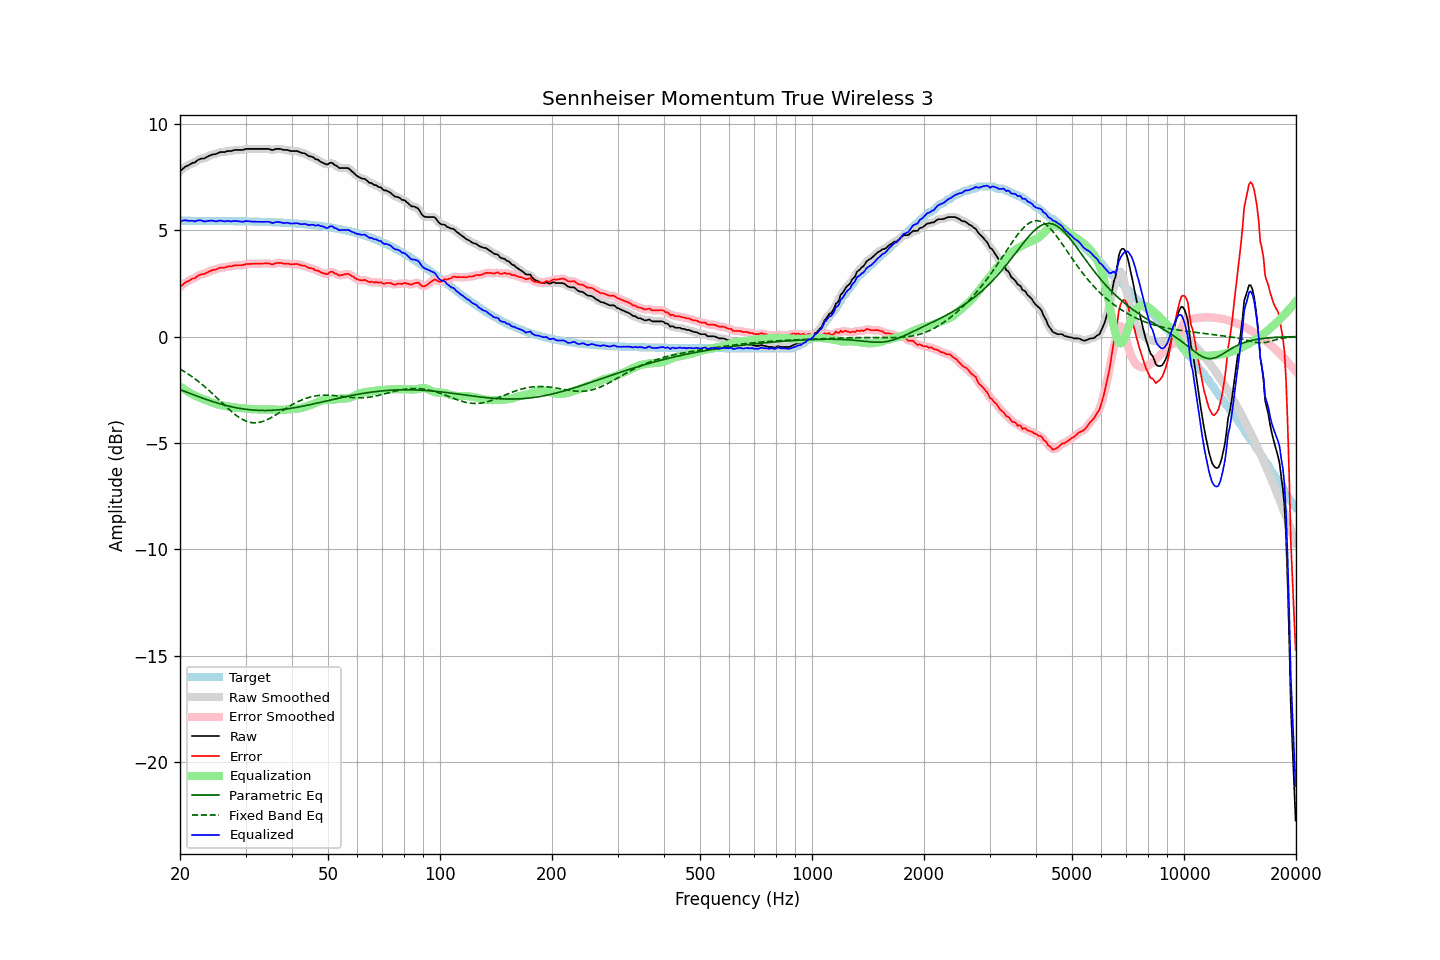 Sennheiser Momentum True Wireless 3
10
5
0
−5
−10
−15
−20
Amplitude (dBr)
Target
Raw Smoothed
Error Smoothed
Raw
Error
Equalization
Parametric Eq
Fixed Band Eq
Equalized
20 50 100 200 500 1000 2000 5000 10000 20000
Frequency (Hz)